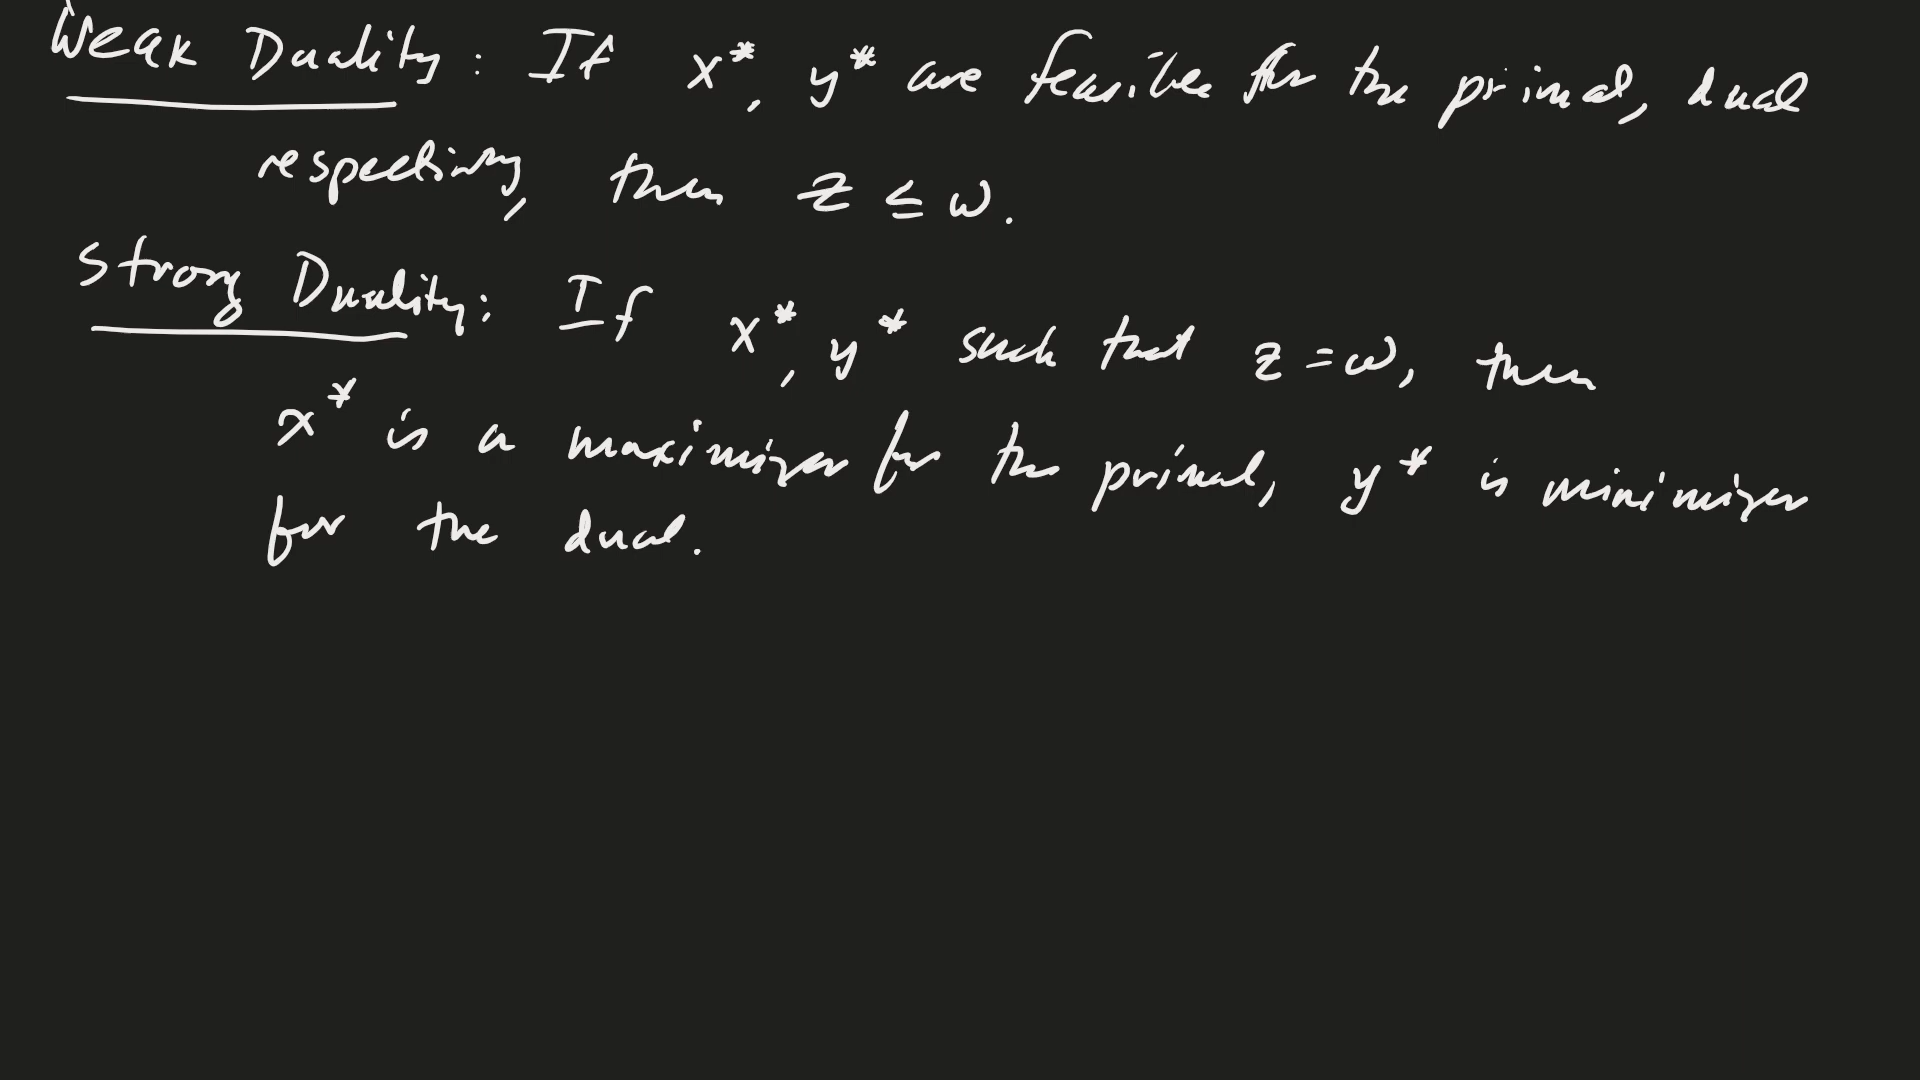 Weak Duality: If x*, y* are feasible for the primal, dual
respectively, then z ≤ w.
Strong Duality: If x*, y* such that z = w, then
x* is a maximizer for the primal, y* is minimizer
for the dual.